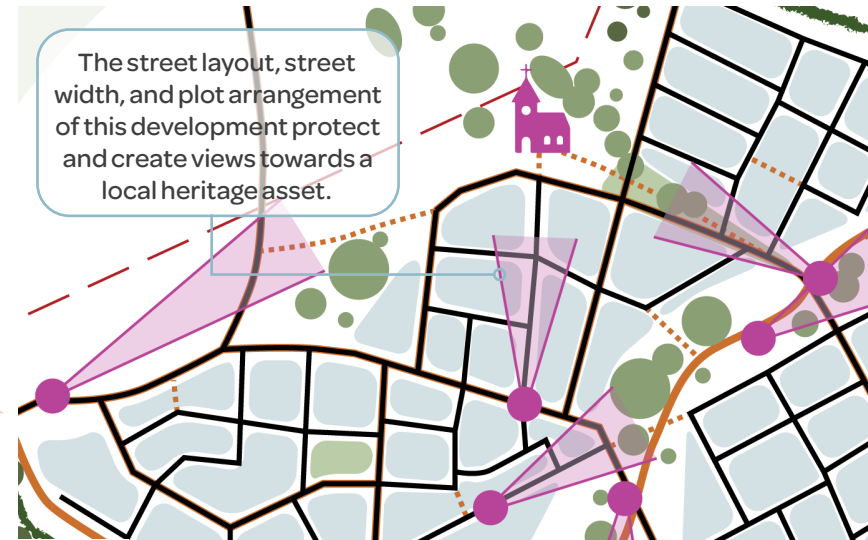 The street layout, street
width, and plot arrangement
of this development protect
and create views towards a
local heritage asset.